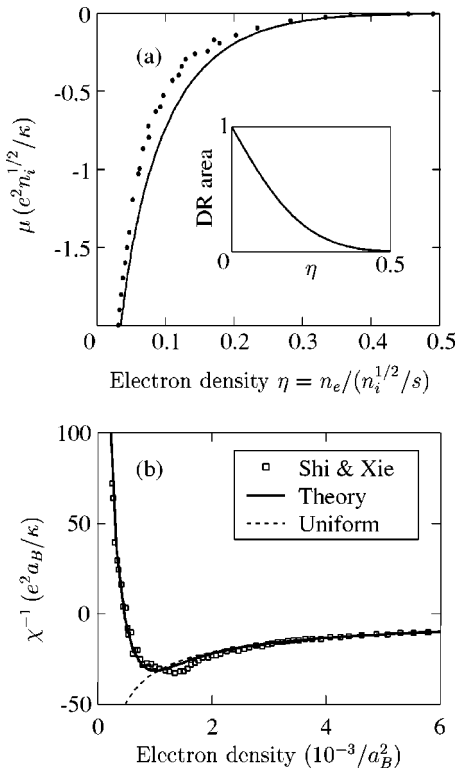 0
(a)
-0.5
-1
-1.5
μ (e²n_i^{1/2}/κ)
1
DR area
0
η
0.5
0
0.1
0.2
0.3
0.4
0.5
Electron density η = n_e/(n_i^{1/2}/s)
100
(b)
Shi & Xie
Theory
Uniform
50
0
-50
χ⁻¹ (e²a_B/κ)
0
2
4
6
Electron density (10⁻³/a_B²)